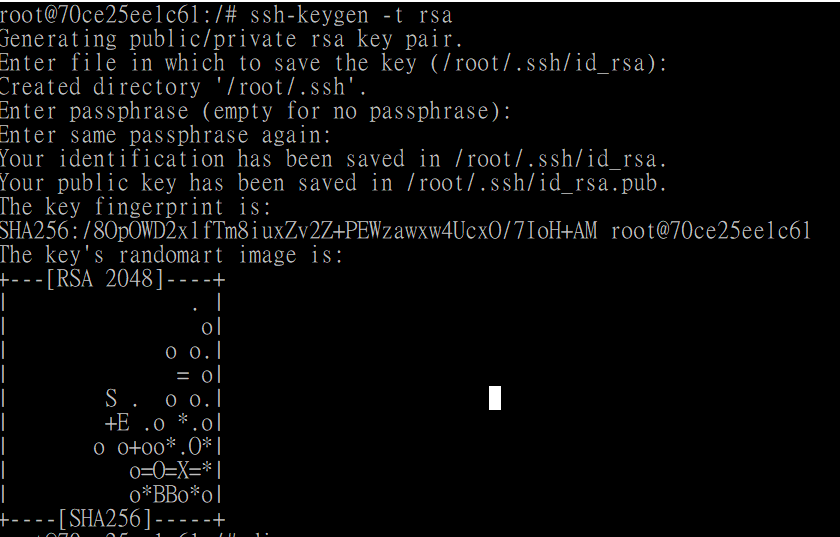 root@70ce25ee1c61:/# ssh-keygen -t rsa
Generating public/private rsa key pair.
Enter file in which to save the key (/root/.ssh/id_rsa):
Created directory '/root/.ssh'.
Enter passphrase (empty for no passphrase):
Enter same passphrase again:
Your identification has been saved in /root/.ssh/id_rsa.
Your public key has been saved in /root/.ssh/id_rsa.pub.
The key fingerprint is:
SHA256:/8OpOWD2x1fTm8iuxZv2Z+PEWzawxw4UcxO/7IoH+AM root@70ce25ee1c61
The key's randomart image is:
+---[RSA 2048]----+
|               . |
|                o|
|             o o.|
|              = o|
|        S .  o o.|
|        +E .o *.o|
|       o o+oo*.O*|
|          o=O=X=*|
|          o*BBo*o|
+----[SHA256]-----+